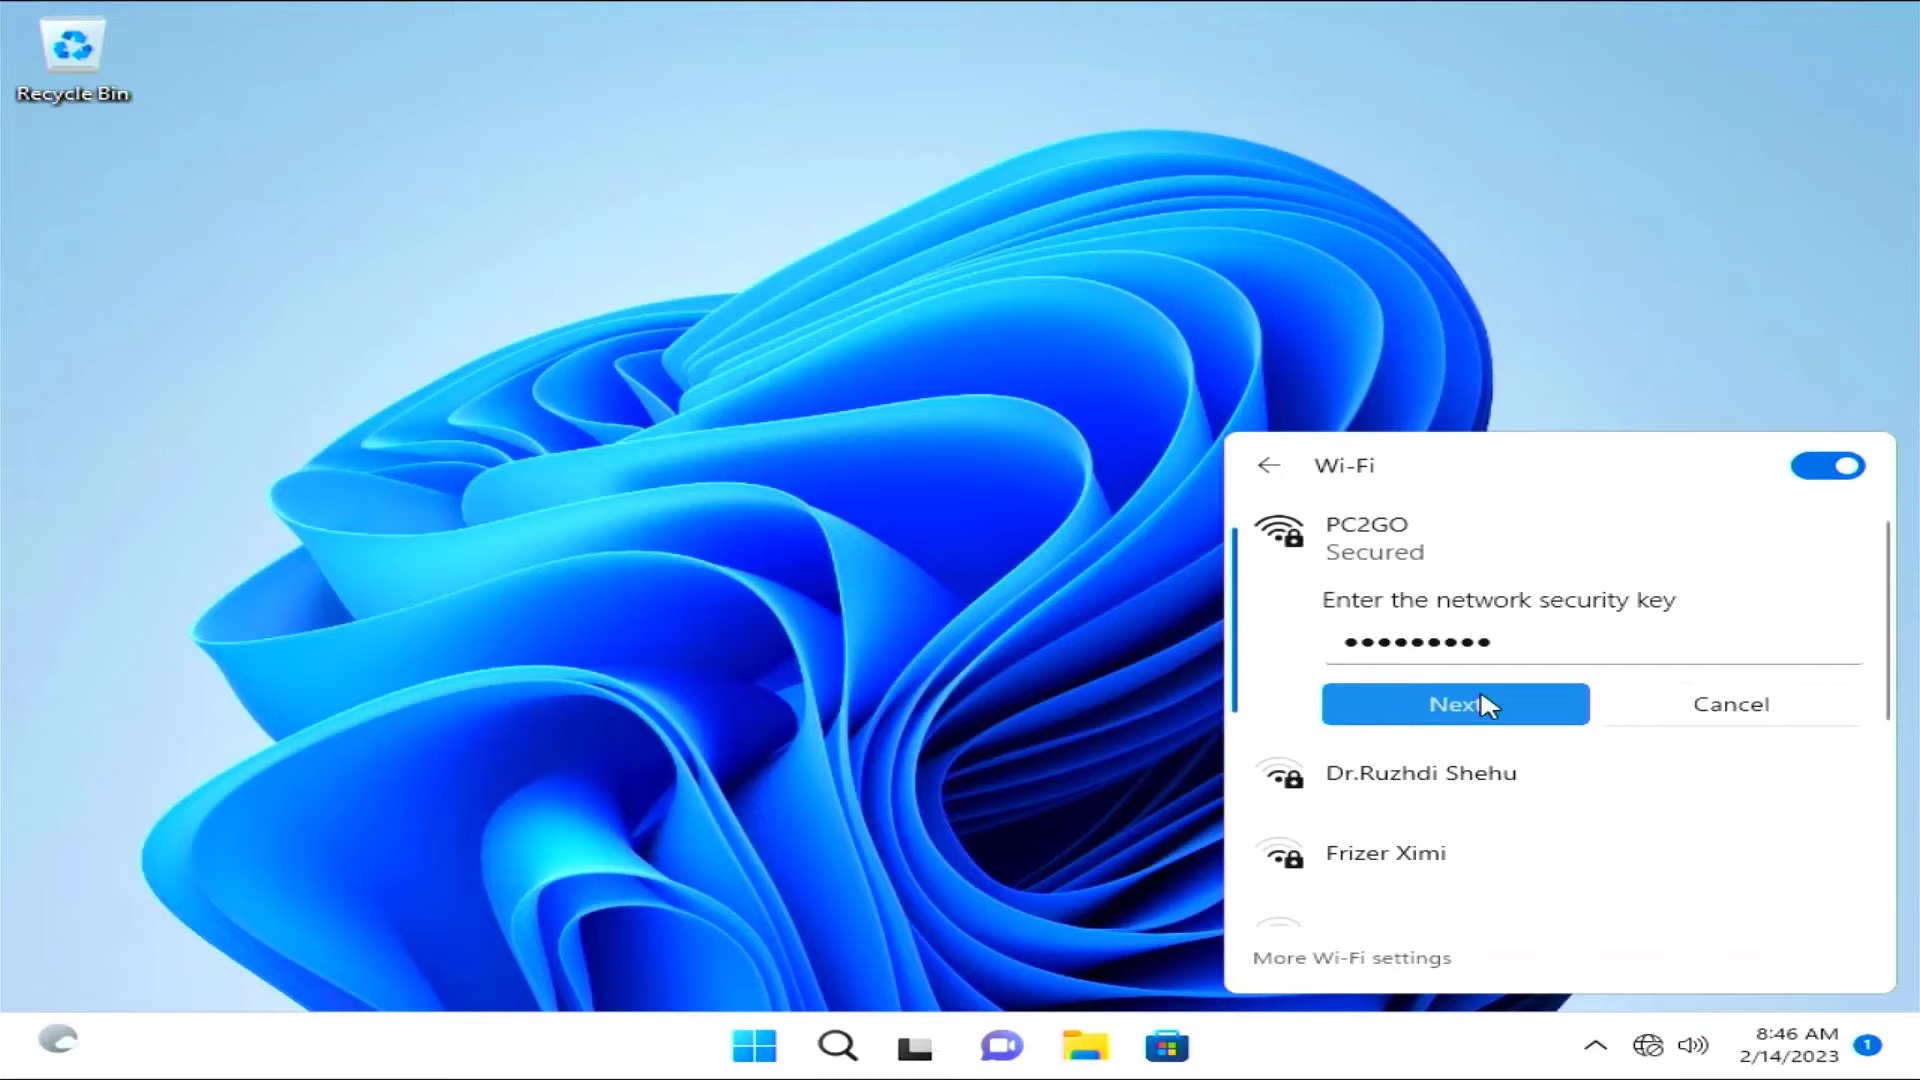 Recycle Bin
Wi-Fi
PC2GO
Secured
Enter the network security key
•••••••••
Next
Cancel
Dr.Ruzhdi Shehu
Frizer Ximi
More Wi-Fi settings
8:46 AM
2/14/2023
1